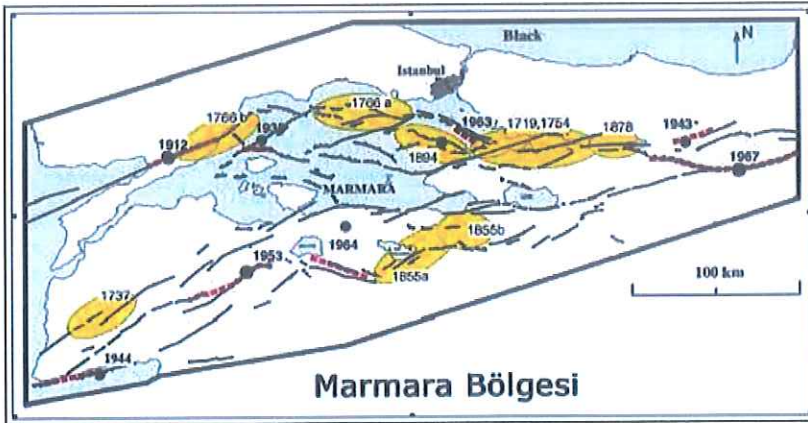 Black
N
Istanbul
1766 b
1766 a
1912
1963
1719,1754
1878
1943
1967
1894
MARMARA
1964
1855b
1953
1855a
1737
1944
100 km
Marmara Bölgesi